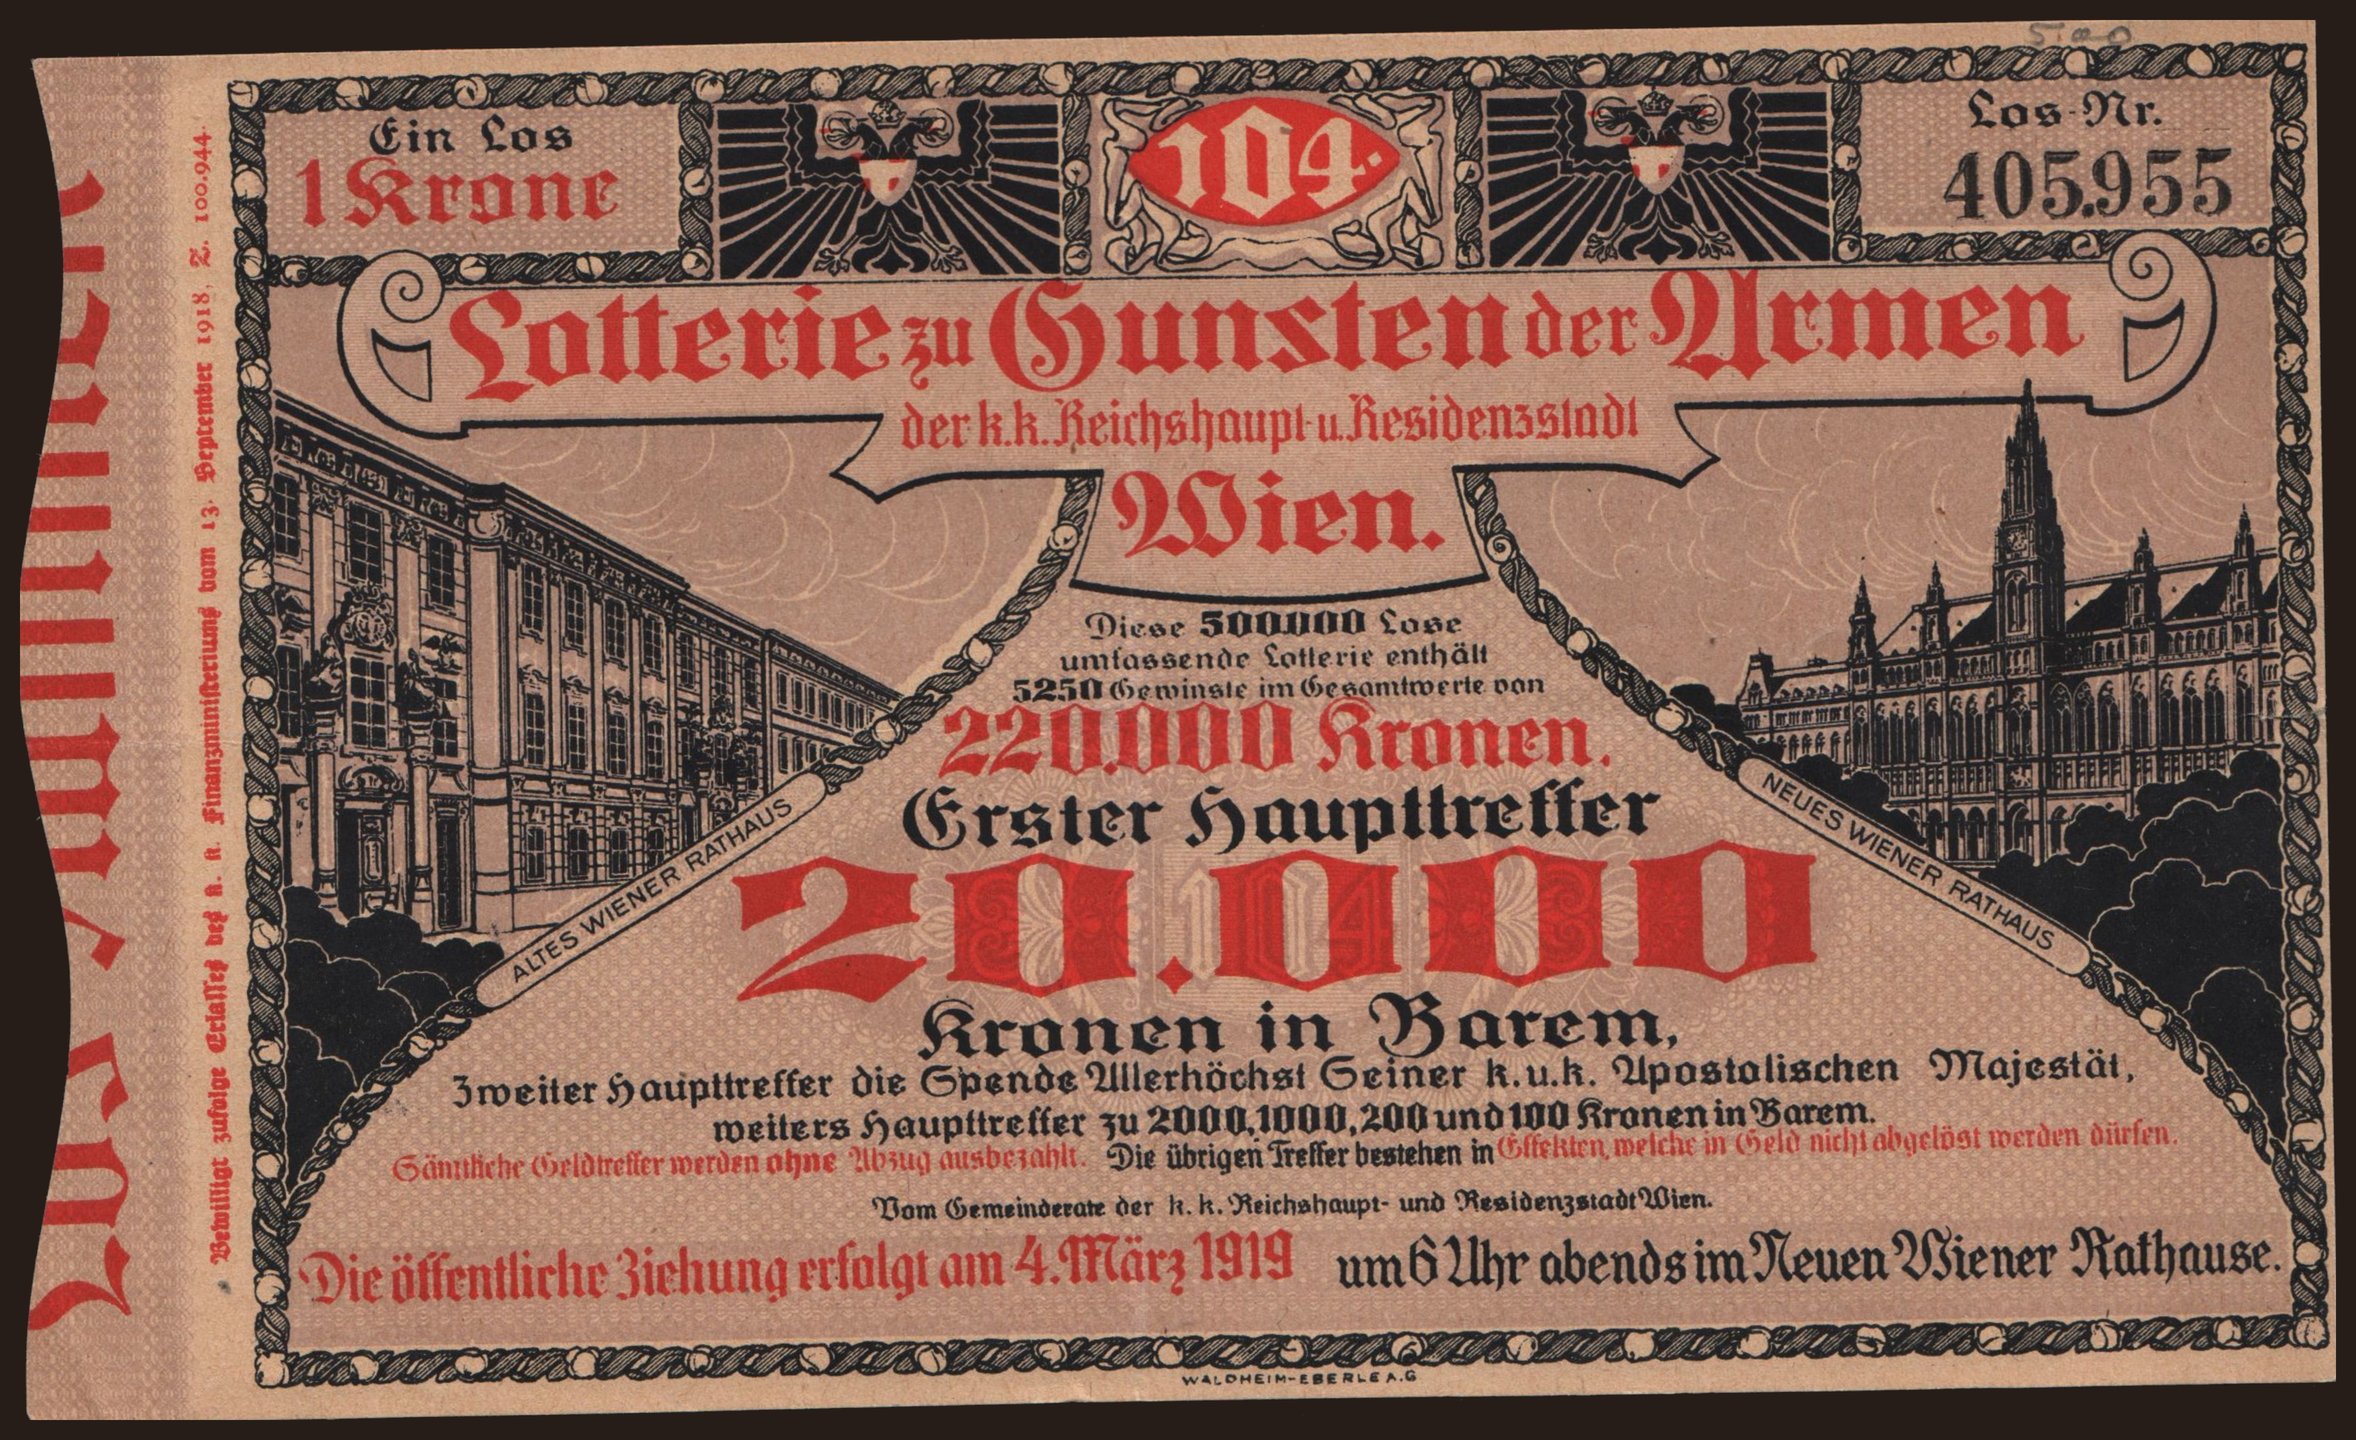 Ein Los
1 Krone
104.
Los-Nr.
405.955
Lotterie zu Gunsten der Armen
der k. k. Reichshaupt- u. Residenzstadt
Wien.
Diese 500000 Lose
umfassende Lotterie enthält
5250 Gewinste im Gesamtwerte von
220.000 Kronen.
Erster Haupttreffer
20.000
104
Kronen in Barem,
Zweiter Haupttreffer die Spende Allerhöchst Seiner k. u. k. Apostolischen Majestät,
weiters Haupttreffer zu 2000, 1000, 200 und 100 Kronen in Barem.
Sämtliche Geldtreffer werden ohne Abzug ausbezahlt. Die übrigen Treffer bestehen in Effekten, welche in Geld nicht abgelöst werden dürfen.
Vom Gemeinderate der k. k. Reichshaupt- und Residenzstadt Wien.
Die öffentliche Ziehung erfolgt am 4. März 1919 um 6 Uhr abends im Neuen Wiener Rathause.
ALTES WIENER RATHAUS
NEUES WIENER RATHAUS
WALDHEIM-EBERLE A.G
Bewilligt zufolge Erlasses des k. k. Finanzministeriums vom 13. September 1918, Z. 100.944.